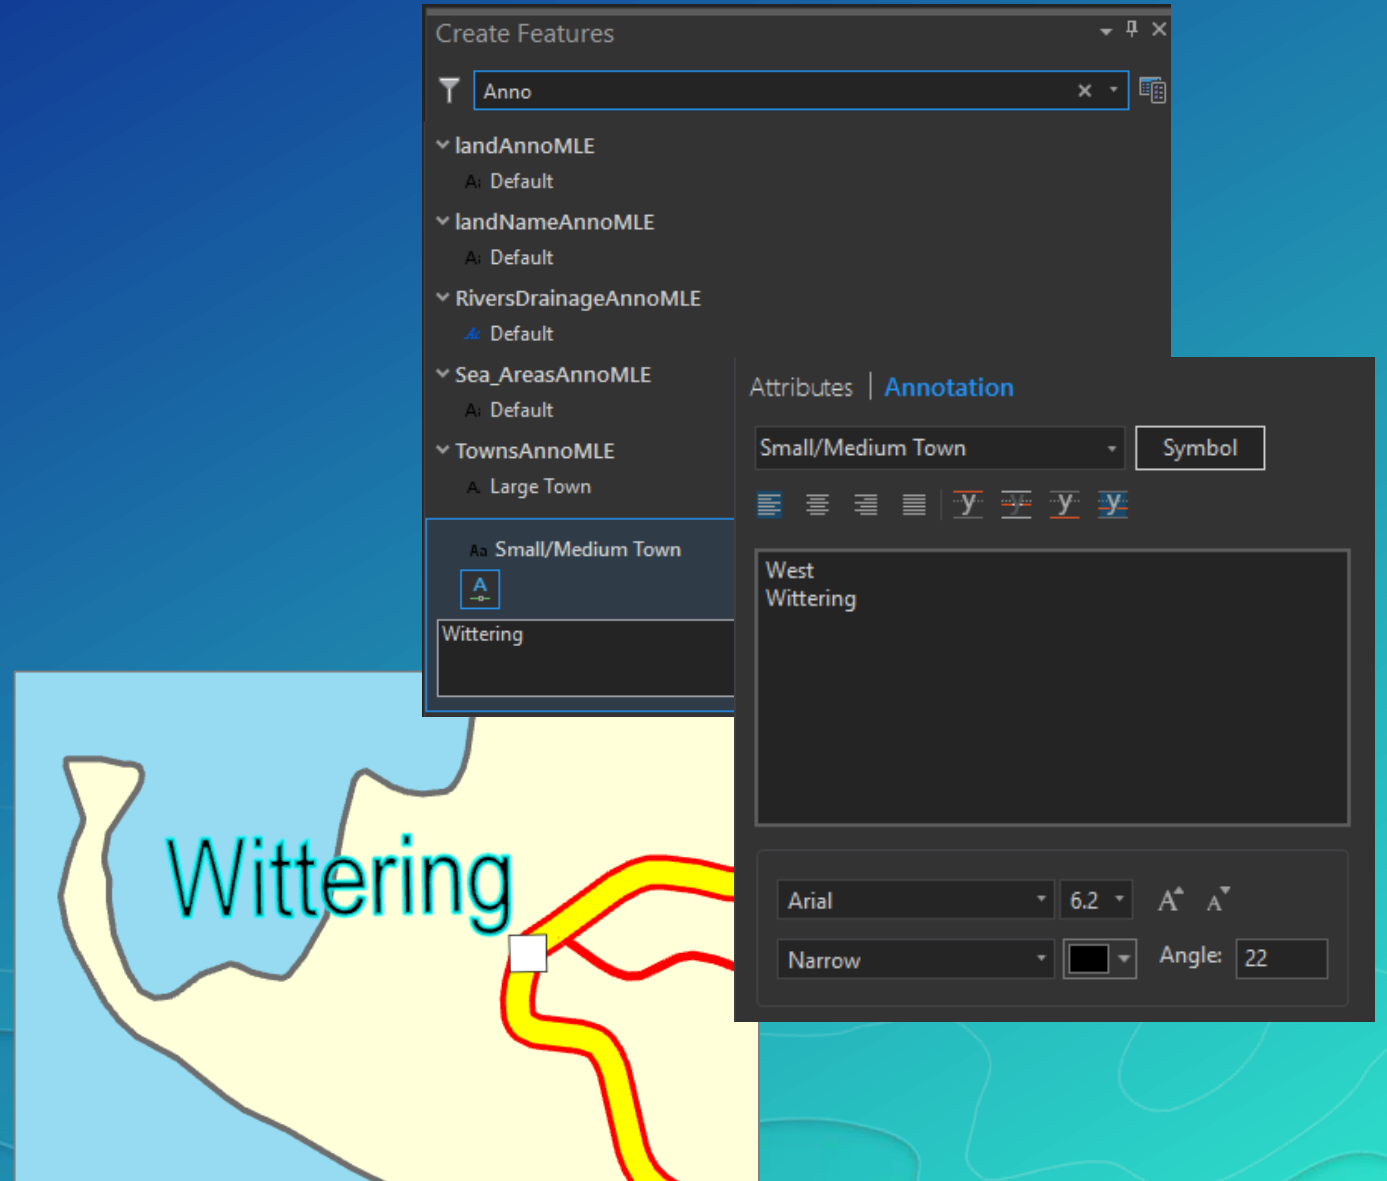 Create Features
Anno
landAnnoMLE
Default
landNameAnnoMLE
Default
RiversDrainageAnnoMLE
Default
Sea_AreasAnnoMLE
Default
TownsAnnoMLE
A Large Town
Aa Small/Medium Town
A
Wittering
Attributes | Annotation
Small/Medium Town
Symbol
y y y y
West
Wittering
Arial
6.2
A A
Narrow
Angle: 22
Wittering